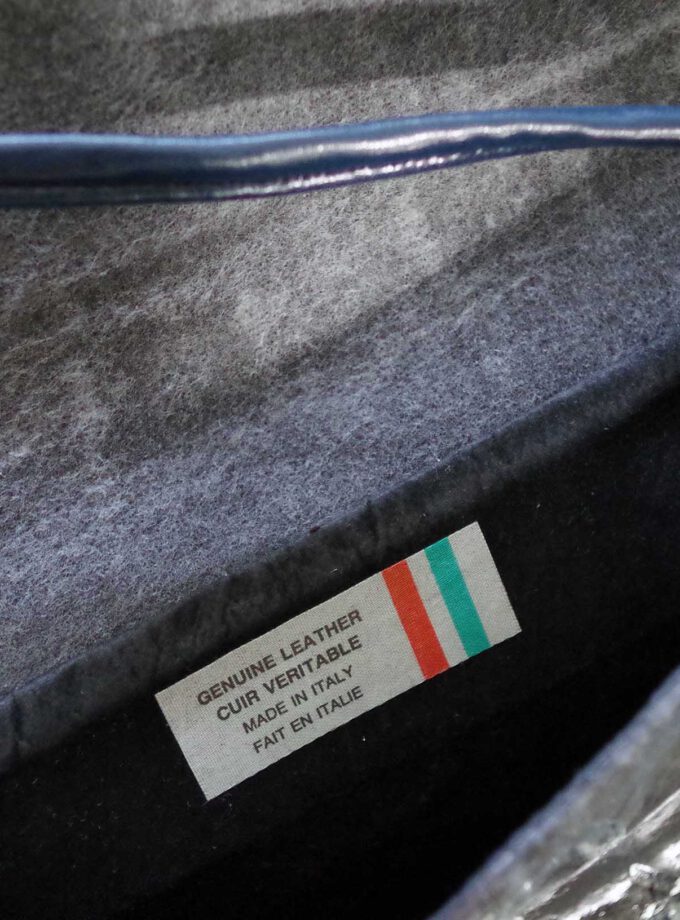 GENUINE LEATHER
CUIR VERITABLE
MADE IN ITALY
FAIT EN ITALIE